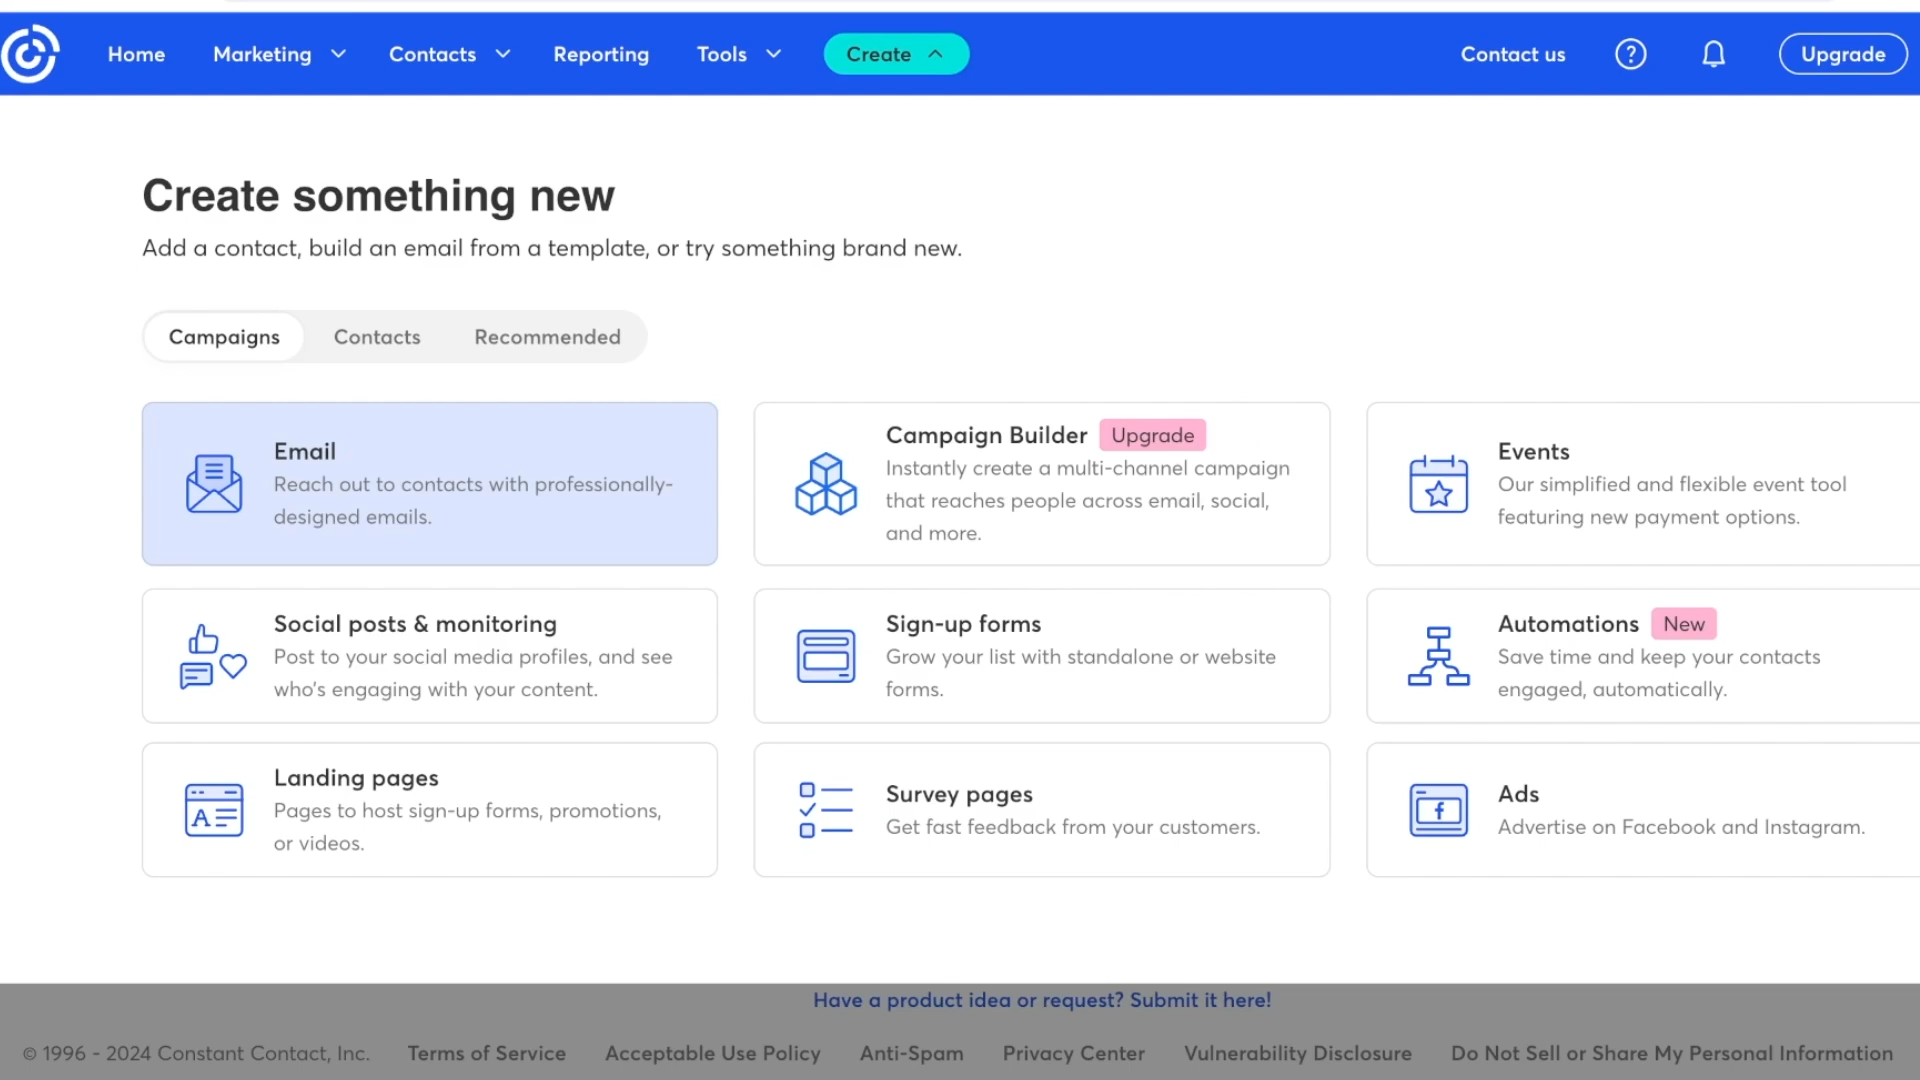 Home Marketing Contacts Reporting Tools Create Contact us ? Upgrade
Create something new
Add a contact, build an email from a template, or try something brand new.
Campaigns Contacts Recommended
Email
Reach out to contacts with professionally-
designed emails.
Campaign Builder Upgrade
Instantly create a multi-channel campaign
that reaches people across email, social,
and more.
Events
Our simplified and flexible event tool
featuring new payment options.
Social posts & monitoring
Post to your social media profiles, and see
who's engaging with your content.
Sign-up forms
Grow your list with standalone or website
forms.
Automations New
Save time and keep your contacts
engaged, automatically.
A
Landing pages
Pages to host sign-up forms, promotions,
or videos.
Survey pages
Get fast feedback from your customers.
f
Ads
Advertise on Facebook and Instagram.
Have a product idea or request? Submit it here!
© 1996 - 2024 Constant Contact, Inc. Terms of Service Acceptable Use Policy Anti-Spam Privacy Center Vulnerability Disclosure Do Not Sell or Share My Personal Information